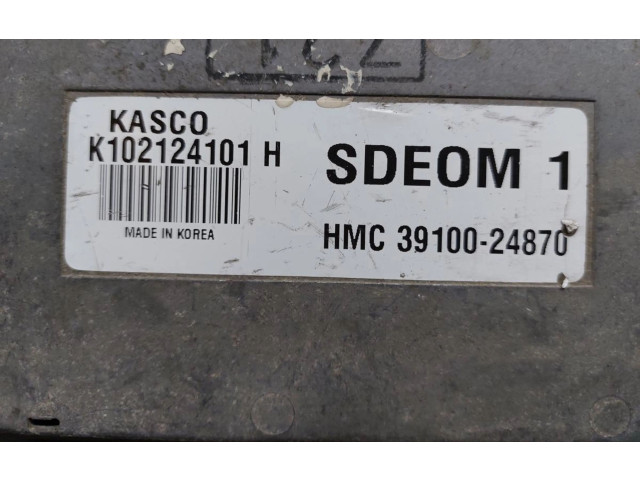 KASCO
K102124101 H
MADE IN KOREA
SDEOM 1
HMC 39100-24870